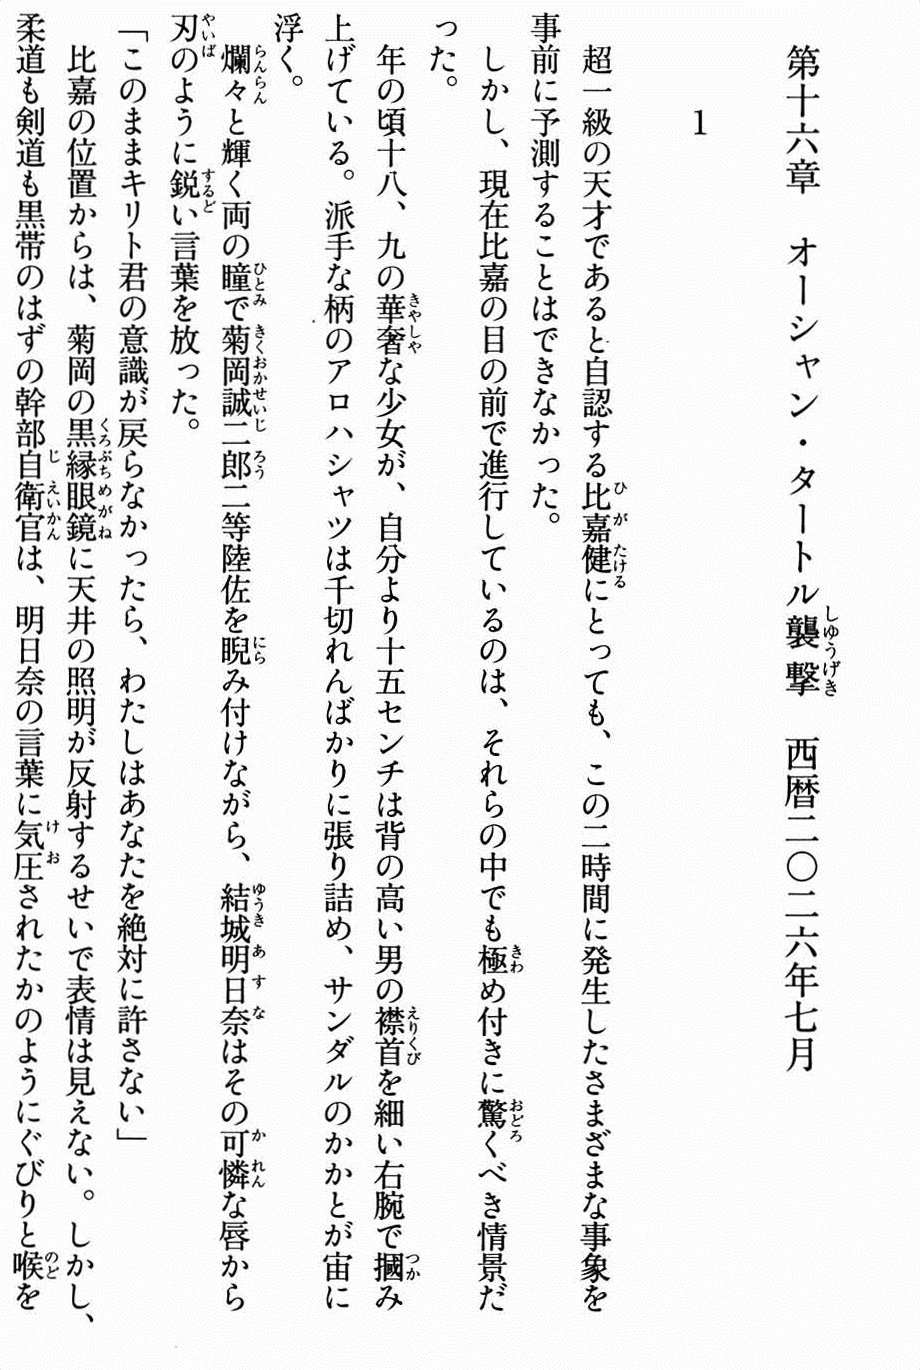 第十六章　オーシャン・タートル襲撃　西暦二〇二六年七月
1
超一級の天才であると自認する比嘉健にとっても、この二時間に発生したさまざまな事象を
事前に予測することはできなかった。
しかし、現在比嘉の目の前で進行しているのは、それらの中でも極め付きに驚くべき情景だ
った。
年の頃十八、九の華奢な少女が、自分より十五センチは背の高い男の襟首を細い右腕で摑み
上げている。派手な柄のアロハシャツは千切れんばかりに張り詰め、サンダルのかかとが宙に
浮く。
爛々と輝く両の瞳で菊岡誠二郎二等陸佐を睨み付けながら、結城明日奈はその可憐な唇から
刃のように鋭い言葉を放った。
「このままキリト君の意識が戻らなかったら、わたしはあなたを絶対に許さない」
比嘉の位置からは、菊岡の黒縁眼鏡に天井の照明が反射するせいで表情は見えない。しかし、
柔道も剣道も黒帯のはずの幹部自衛官は、明日奈の言葉に気圧されたかのようにぐびりと喉を